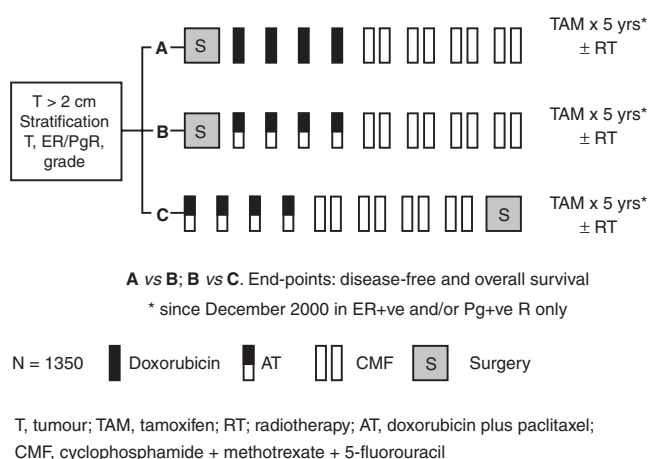 A S TAM x 5 yrs*
± RT
T > 2 cm
Stratification
T, ER/PgR,
grade
B S TAM x 5 yrs*
± RT
C S TAM x 5 yrs*
± RT
A vs B; B vs C. End-points: disease-free and overall survival
* since December 2000 in ER+ve and/or Pg+ve R only
N = 1350 Doxorubicin AT CMF S Surgery
T, tumour; TAM, tamoxifen; RT; radiotherapy; AT, doxorubicin plus paclitaxel;
CMF, cyclophosphamide + methotrexate + 5-fluorouracil